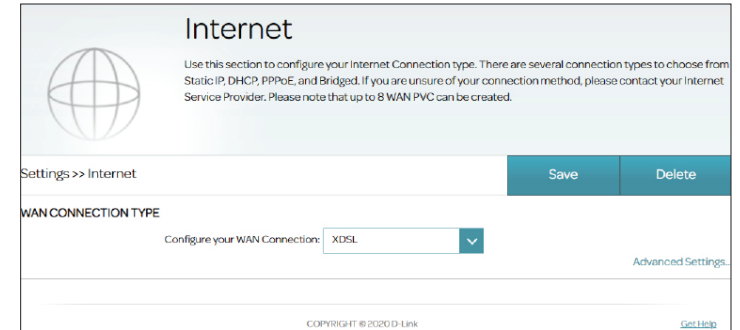 Internet
Use this section to configure your Internet Connection type. There are several connection types to choose from
Static IP, DHCP, PPPoE, and Bridged. If you are unsure of your connection method, please contact your Internet
Service Provider. Please note that up to 8 WAN PVC can be created.
Settings >> Internet
Save
Delete
WAN CONNECTION TYPE
Configure your WAN Connection: XDSL
Advanced Settings...
COPYRIGHT © 2020 D-Link
Get Help